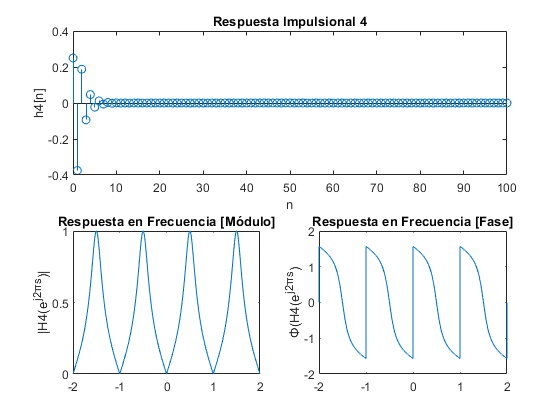 Respuesta Impulsional 4
0.4
0.2
0
-0.2
-0.4
h4[n]
0 10 20 30 40 50 60 70 80 90 100
n
Respuesta en Frecuencia [Módulo]
1
0.5
0
|H4(e^j2πs)|
-2 -1 0 1 2
Respuesta en Frecuencia [Fase]
2
1
0
-1
-2
Φ(H4(e^j2πs)
-2 -1 0 1 2